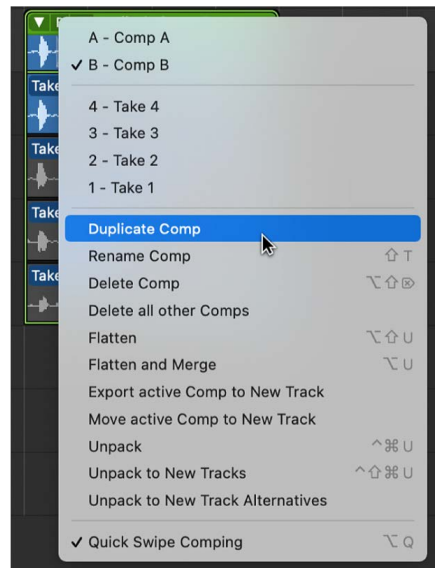 A - Comp A
✓ B - Comp B
4 - Take 4
3 - Take 3
2 - Take 2
1 - Take 1
Duplicate Comp
Rename Comp ⇧ T
Delete Comp ⌥⇧⌦
Delete all other Comps
Flatten ⌥⇧ U
Flatten and Merge ⌥ U
Export active Comp to New Track
Move active Comp to New Track
Unpack ^⌘ U
Unpack to New Tracks ^⇧⌘ U
Unpack to New Track Alternatives
✓ Quick Swipe Comping ⌥ Q
Take
Take
Take
Take